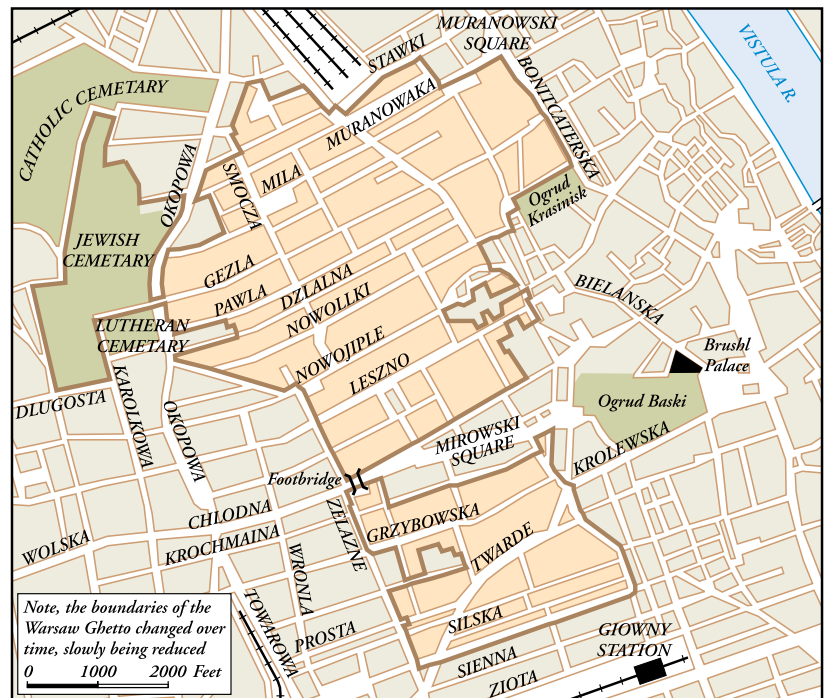 MURANOWSKI
SQUARE
STAWKI
VISTULA R.
CATHOLIC CEMETARY
MURANOWAKA
BONITCATERSKA
OKOPOWA
SMOCZA
MILA
Ogrud
Krasinisk
JEWISH
CEMETARY
GEZLA
PAWLA
DZLALNA
NOWOLLKI
BIELANSKA
LUTHERAN
CEMETARY
NOWOJIPLE
LESZNO
Brushl
Palace
DLUGOSTA
KAROLKOWA
OKOPOWA
Ogrud Baski
MIROWSKI
SQUARE
KROLEWSKA
Footbridge
CHLODNA
ZELAZNE
GRZYBOWSKA
WOLSKA
KROCHMAINA
TWARDE
WRONLA
TOWAROWA
PROSTA
SILSKA
GIOWNY
STATION
SIENNA
ZIOTA
Note, the boundaries of the
Warsaw Ghetto changed over
time, slowly being reduced
0 1000 2000 Feet